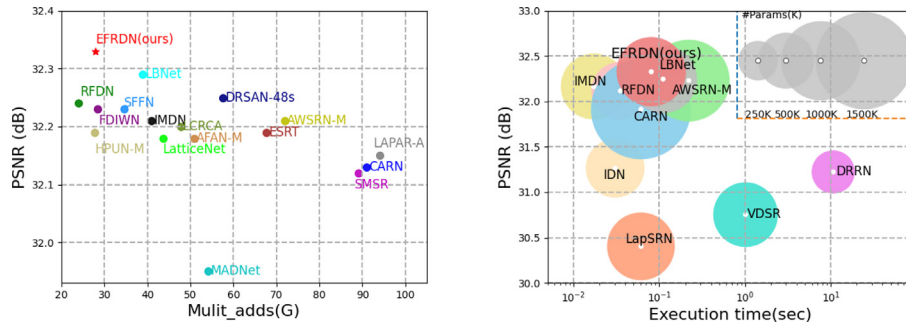 32.4
32.3
32.2
32.1
32.0
PSNR (dB)
EFRDN(ours)
LBNet
RFDN
DRSAN-48s
SFFN
FDIWN
IMDN
LCRCA
AWSRN-M
HPUN-M
LatticeNet
AFAN-M
ESRT
LAPAR-A
CARN
SMSR
MADNet
20 30 40 50 60 70 80 90 100
Mulit_adds(G)
33.0
32.5
32.0
31.5
31.0
30.5
30.0
PSNR (dB)
#Params(K)
250K 500K 1000K 1500K
EFRDN(ours)
LBNet
IMDN
RFDN
AWSRN-M
CARN
IDN
DRRN
VDSR
LapSRN
10⁻² 10⁻¹ 10⁰ 10¹
Execution time(sec)